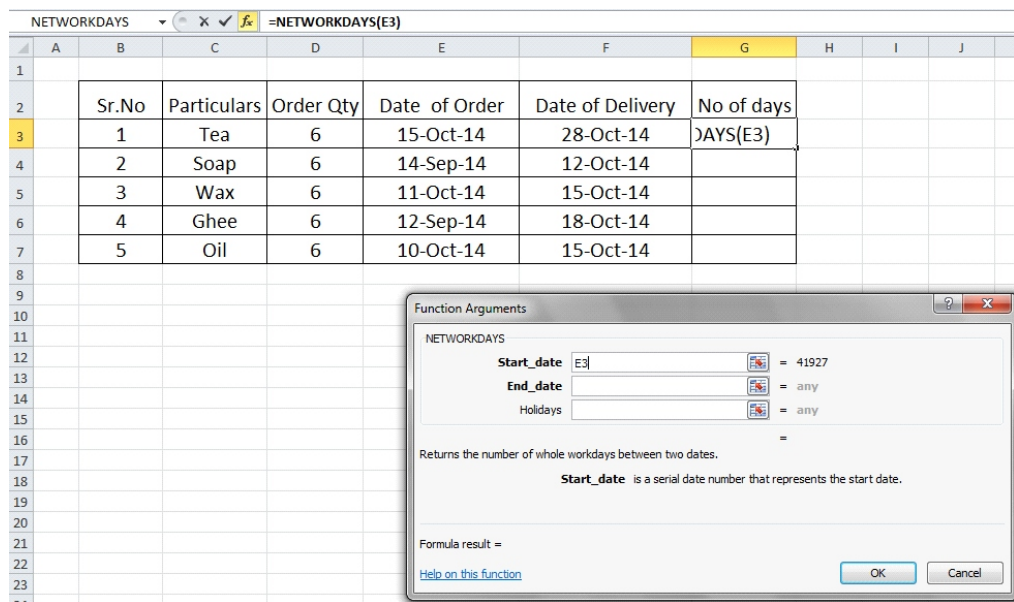 NETWORKDAYS fx =NETWORKDAYS(E3)
A B C D E F G H I J
1
2 Sr.No Particulars Order Qty Date of Order Date of Delivery No of days
3 1 Tea 6 15-Oct-14 28-Oct-14 DAYS(E3)
4 2 Soap 6 14-Sep-14 12-Oct-14
5 3 Wax 6 11-Oct-14 15-Oct-14
6 4 Ghee 6 12-Sep-14 18-Oct-14
7 5 Oil 6 10-Oct-14 15-Oct-14
8
9
10 Function Arguments ? X
11 NETWORKDAYS
12 Start_date E3 = 41927
13 End_date = any
14 Holidays = any
15
16 =
17 Returns the number of whole workdays between two dates.
18 Start_date is a serial date number that represents the start date.
19
20
21 Formula result =
22
23 Help on this function OK Cancel